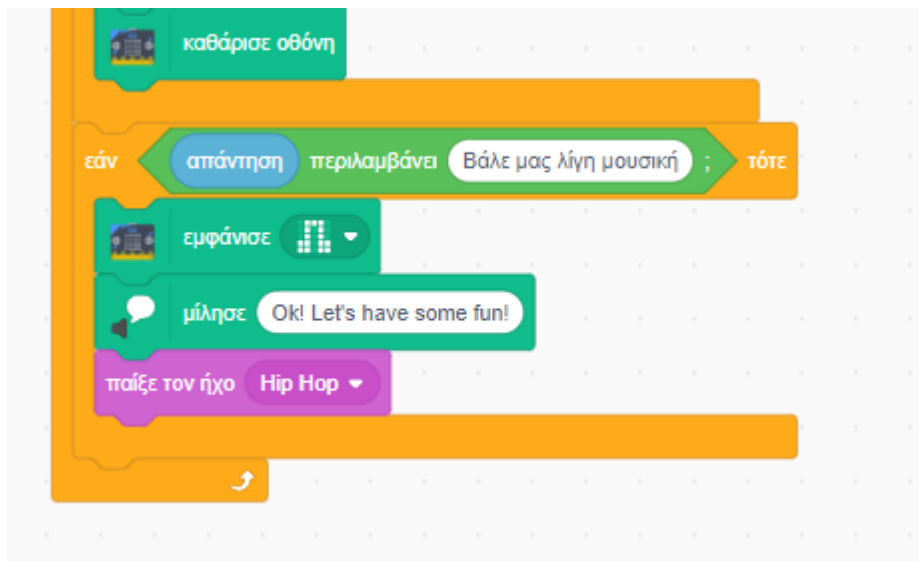 καθάρισε οθόνη
εάν απάντηση περιλαμβάνει Βάλε μας λίγη μουσική ; τότε
εμφάνισε
μίλησε Ok! Let's have some fun!
παίξε τον ήχο Hip Hop